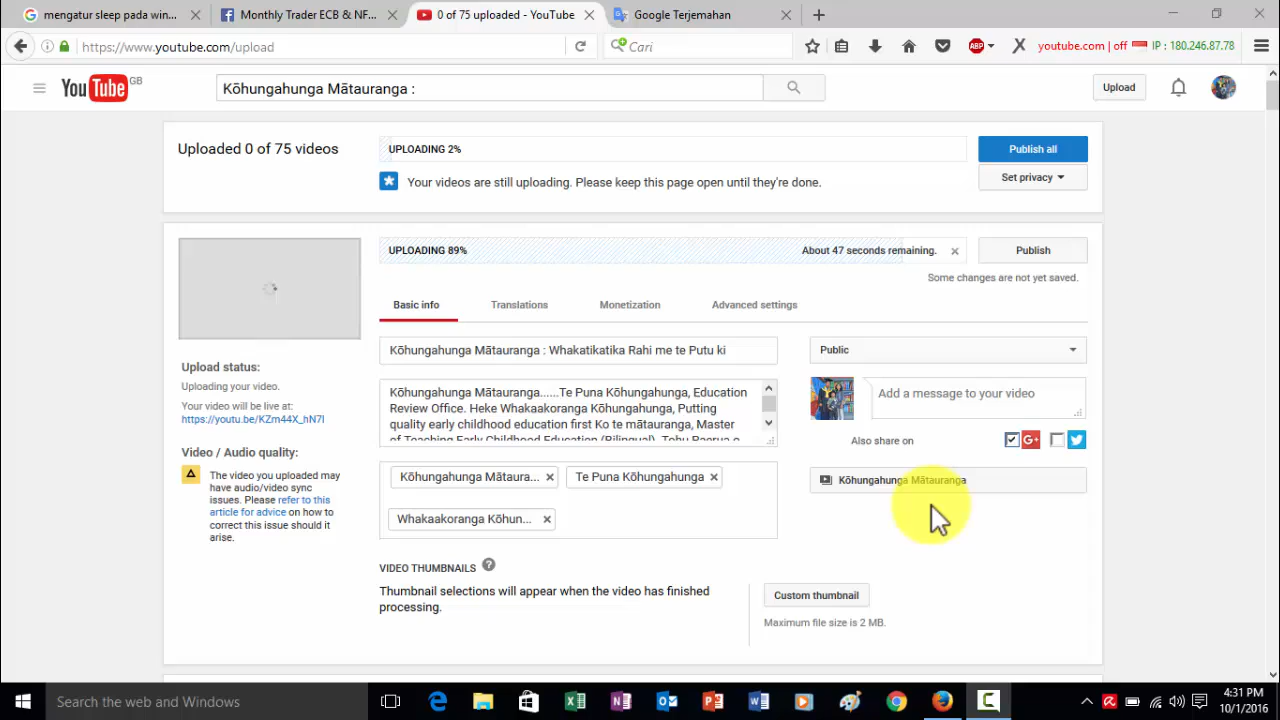 mengatur sleep pada win...
Monthly Trader ECB & NF...
0 of 75 uploaded - YouTube
Google Terjemahan
https://www.youtube.com/upload
Cari
ABP
youtube.com | off
IP : 180.246.87.78
YouTube GB
Kōhungahunga Mātauranga :
Upload
Uploaded 0 of 75 videos
UPLOADING 2%
Publish all
Your videos are still uploading. Please keep this page open until they're done.
Set privacy
UPLOADING 89%
About 47 seconds remaining.
Publish
Some changes are not yet saved.
Basic info
Translations
Monetization
Advanced settings
Kōhungahunga Mātauranga : Whakatikatika Rahi me te Putu ki
Public
Upload status:
Uploading your video.
Your video will be live at:
https://youtu.be/KZm44X_hN7I
Kōhungahunga Mātauranga......Te Puna Kōhungahunga, Education
Review Office. Heke Whakaakoranga Kōhungahunga, Putting
quality early childhood education first Ko te mātauranga, Master
of Teaching Early Childhood Education (Bilingual). Tohu Paerua o
Add a message to your video
Also share on
Video / Audio quality:
The video you uploaded may
have audio/video sync
issues. Please refer to this
article for advice on how to
correct this issue should it
arise.
Kōhungahunga Mātaura...
Te Puna Kōhungahunga
Whakaakoranga Kōhun...
Kōhungahunga Mātauranga
VIDEO THUMBNAILS
Thumbnail selections will appear when the video has finished
processing.
Custom thumbnail
Maximum file size is 2 MB.
Search the web and Windows
4:31 PM
10/1/2016